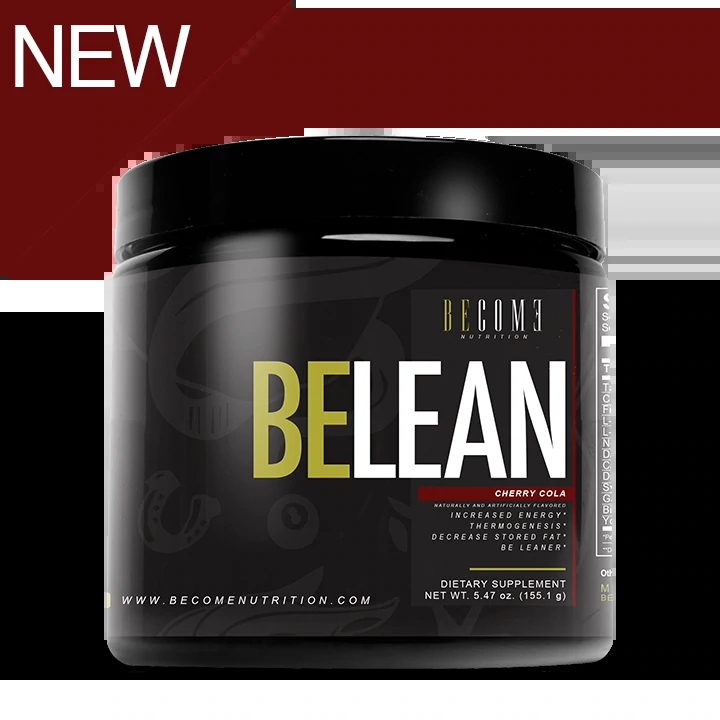 NEW
BECOME
NUTRITION
BELEAN
CHERRY COLA
NATURALLY AND ARTIFICIALLY FLAVORED
INCREASED ENERGY*
THERMOGENESIS*
DECREASE STORED FAT*
BE LEANER*
DIETARY SUPPLEMENT
NET WT. 5.47 oz. (155.1 g)
WWW.BECOMENUTRITION.COM